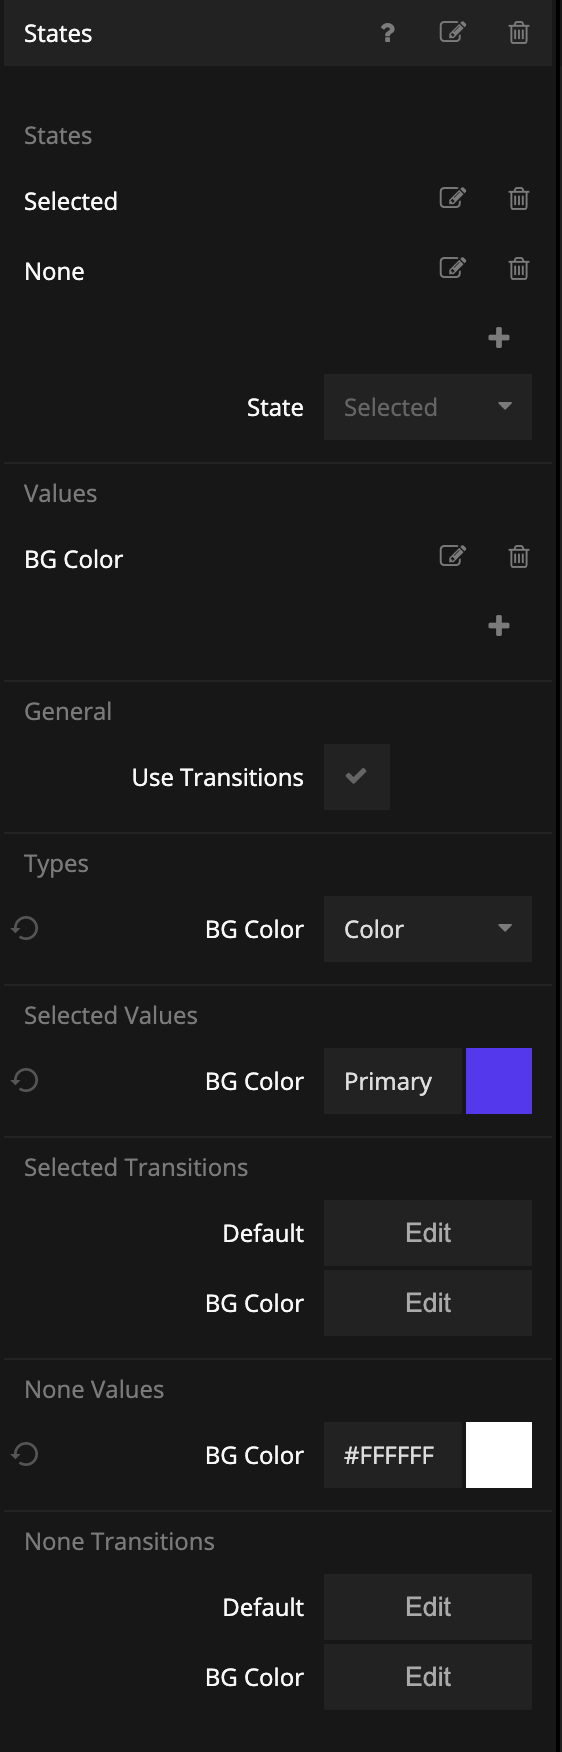 States ?
States
Selected
None
State Selected
Values
BG Color
General
Use Transitions
Types
BG Color Color
Selected Values
BG Color Primary
Selected Transitions
Default Edit
BG Color Edit
None Values
BG Color #FFFFFF
None Transitions
Default Edit
BG Color Edit